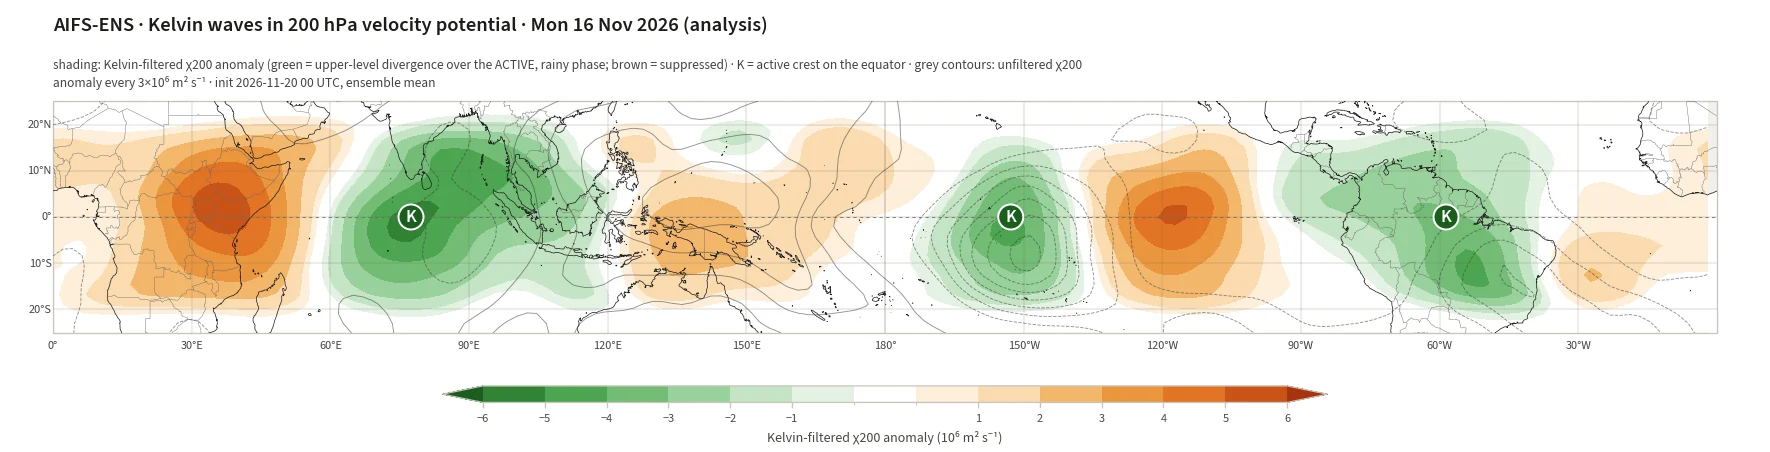 AIFS-ENS · Kelvin waves in 200 hPa velocity potential · Mon 16 Nov 2026 (analysis)
shading: Kelvin-filtered χ200 anomaly (green = upper-level divergence over the ACTIVE, rainy phase; brown = suppressed) · K = active crest on the equator · grey contours: unfiltered χ200
anomaly every 3×10⁶ m² s⁻¹ · init 2026-11-20 00 UTC, ensemble mean
20°N
10°N
0°
10°S
20°S
K K K
0° 30°E 60°E 90°E 120°E 150°E 180° 150°W 120°W 90°W 60°W 30°W
−6 −5 −4 −3 −2 −1 1 2 3 4 5 6
Kelvin-filtered χ200 anomaly (10⁶ m² s⁻¹)